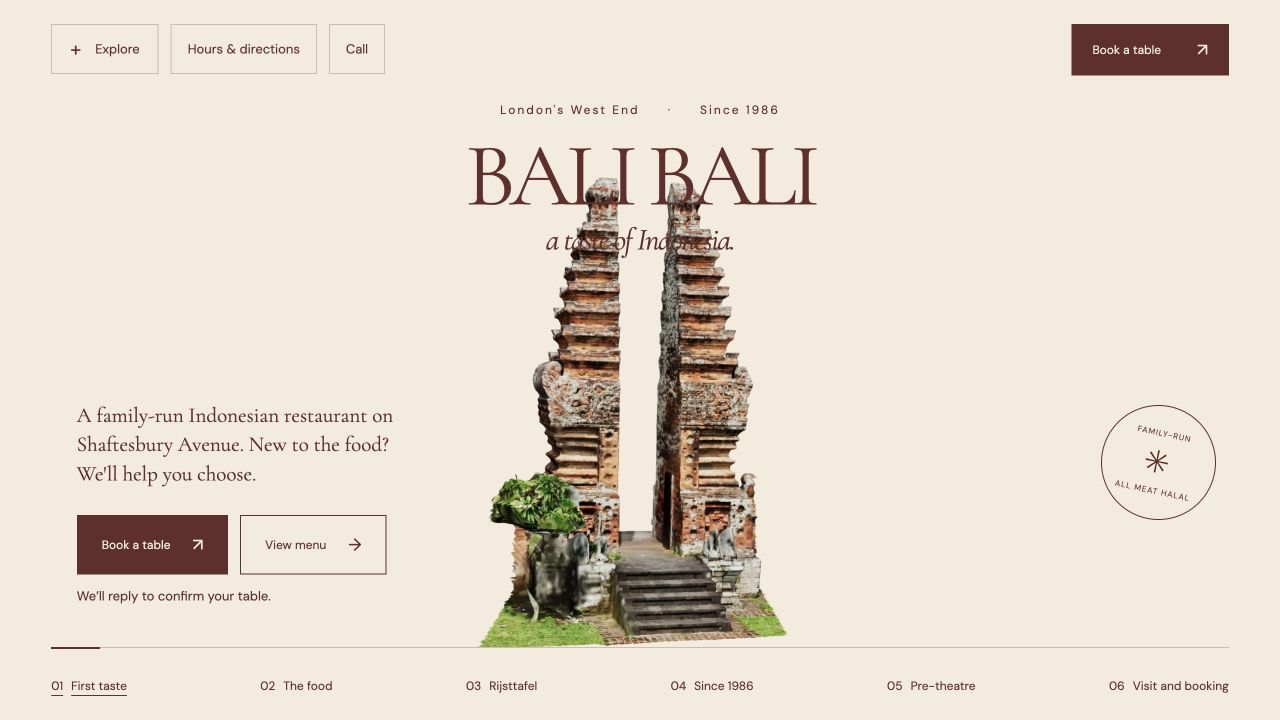 + Explore
Hours & directions
Call
Book a table
London's West End · Since 1986
BALI BALI
a taste of Indonesia.
A family-run Indonesian restaurant on
Shaftesbury Avenue. New to the food?
We'll help you choose.
FAMILY-RUN
ALL MEAT HALAL
Book a table
View menu
We'll reply to confirm your table.
01 First taste
02 The food
03 Rijsttafel
04 Since 1986
05 Pre-theatre
06 Visit and booking